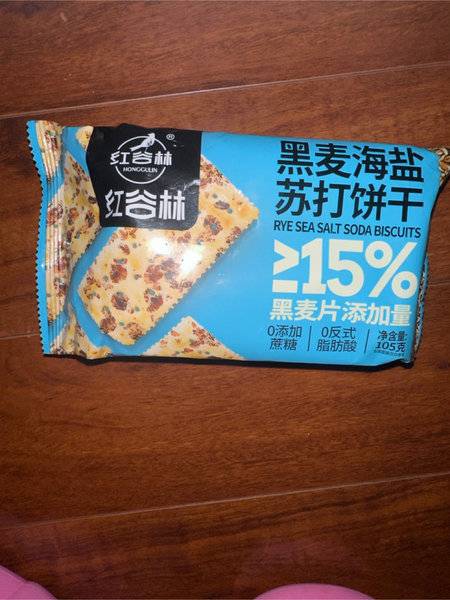 红谷林®
HONGGULIN
红谷林
黑麦海盐
苏打饼干
RYE SEA SALT SODA BISCUITS
≥15%
黑麦片添加量
0添加
蔗糖
0反式
脂肪酸
净含量:
105克